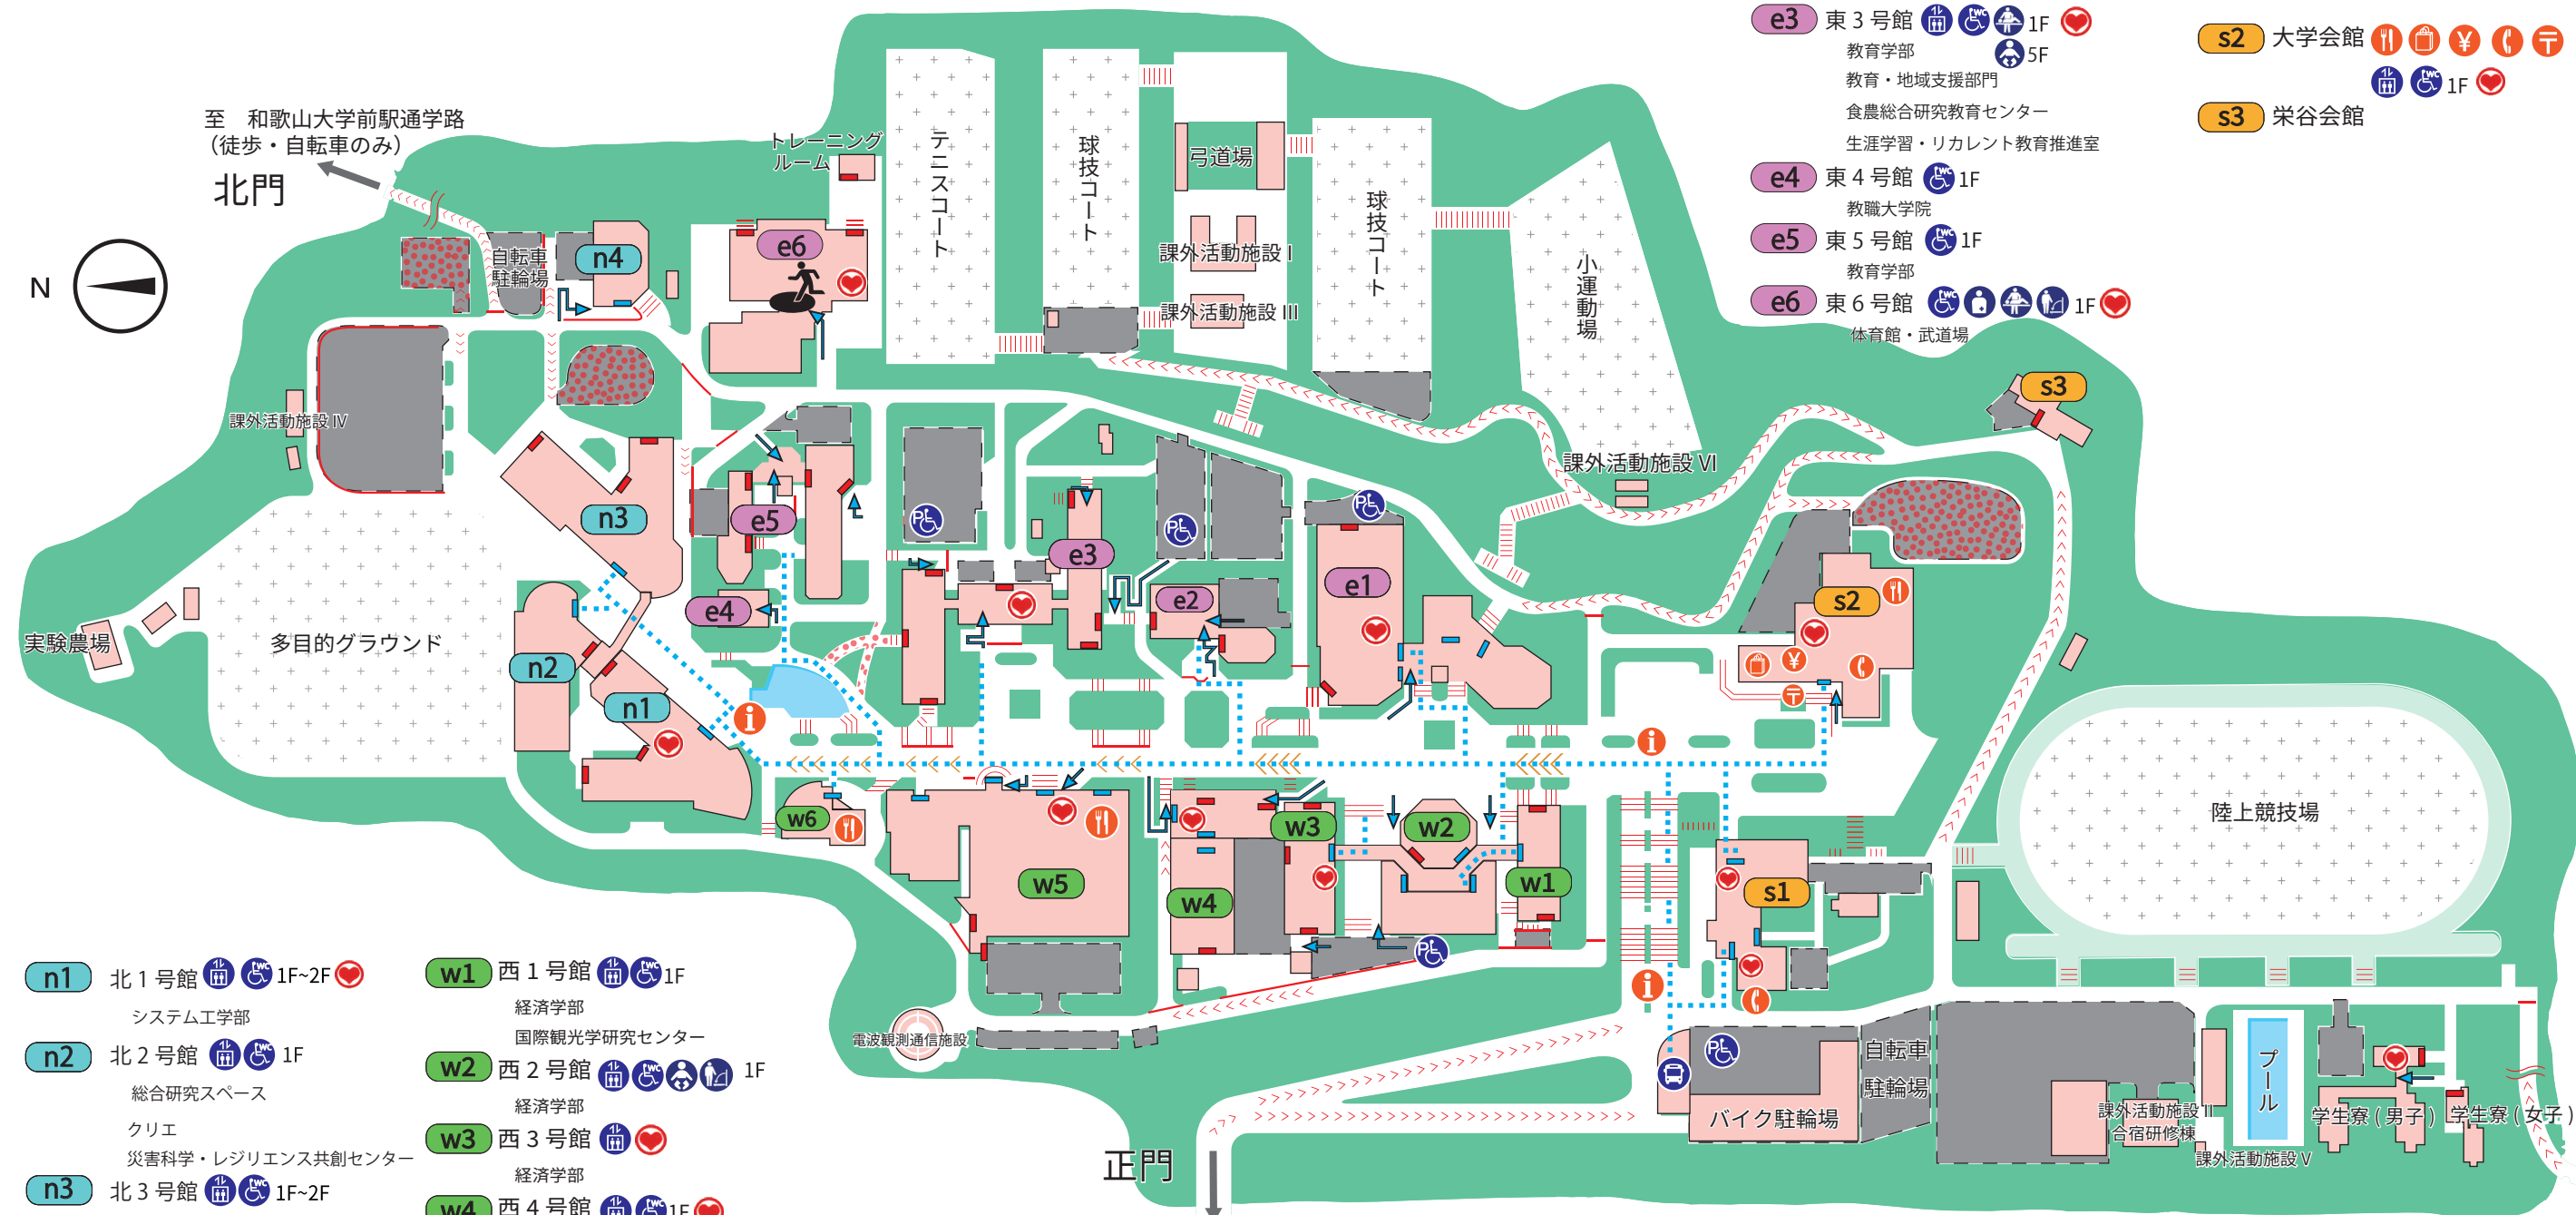 至　和歌山大学前駅通学路
（徒歩・自転車のみ）
北門
N
トレーニング
ルーム
テニスコート
球技コート
弓道場
課外活動施設 I
課外活動施設 III
球技コート
小運動場
e3 東3号館 1F
教育学部 5F
教育・地域支援部門
食農総合研究教育センター
生涯学習・リカレント教育推進室
e4 東4号館 1F
教職大学院
e5 東5号館 1F
教育学部
e6 東6号館 1F
体育館・武道場
s2 大学会館
1F
s3 栄谷会館
自転車
駐輪場
n4
e6
s3
課外活動施設 IV
課外活動施設 VI
n3
e5
e3
e1
e4
e2
s2
実験農場
多目的グラウンド
n2
n1
w6
w5
w4
w3
w2
w1
s1
陸上競技場
電波観測通信施設
正門
バイク駐輪場
自転車
駐輪場
課外活動施設 II
合宿研修棟
プール
課外活動施設 V
学生寮(男子)
学生寮(女子)
n1 北1号館 1F~2F
システム工学部
n2 北2号館 1F
総合研究スペース
クリエ
災害科学・レジリエンス共創センター
n3 北3号館 1F~2F
w1 西1号館 1F
経済学部
国際観光学研究センター
w2 西2号館 1F
経済学部
w3 西3号館
経済学部
w4 西4号館 1F